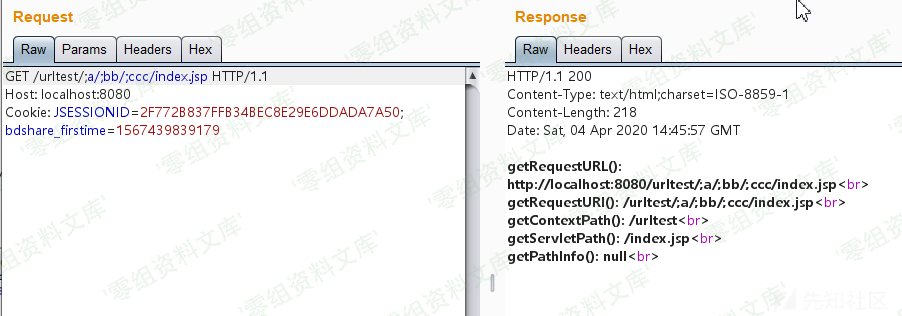 Request
Raw
Params
Headers
Hex
GET /urltest/;a/;bb/;ccc/index.jsp HTTP/1.1
Host: localhost:8080
Cookie: JSESSIONID=2F772B837FFB34BEC8E29E6DDADA7A50;
bdshare_firstime=1567439839179
Response
Raw
Headers
Hex
HTTP/1.1 200
Content-Type: text/html;charset=ISO-8859-1
Content-Length: 218
Date: Sat, 04 Apr 2020 14:45:57 GMT
getRequestURL():
http://localhost:8080/urltest/;a/;bb/;ccc/index.jsp<br>
getRequestURI(): /urltest/;a/;bb/;ccc/index.jsp<br>
getContextPath(): /urltest<br>
getServletPath(): /index.jsp<br>
getPathInfo(): null<br>
'零组资料文库'
先知社区